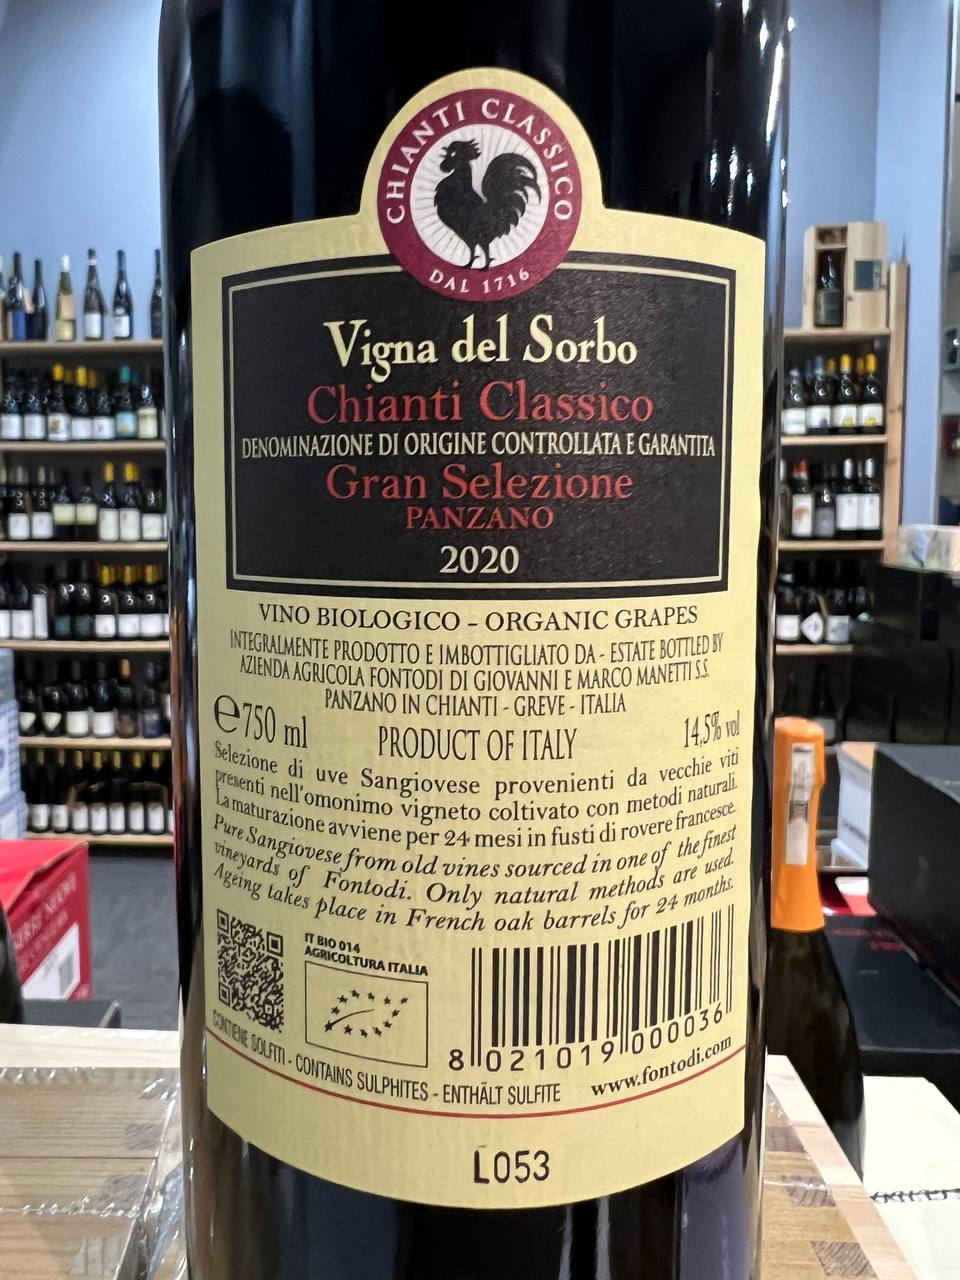 CHIANTI CLASSICO
DAL 1716
Vigna del Sorbo
Chianti Classico
DENOMINAZIONE DI ORIGINE CONTROLLATA E GARANTITA
Gran Selezione
PANZANO
2020
VINO BIOLOGICO - ORGANIC GRAPES
INTEGRALMENTE PRODOTTO E IMBOTTIGLIATO DA - ESTATE BOTTLED BY
AZIENDA AGRICOLA FONTODI DI GIOVANNI E MARCO MANETTI S.S.
PANZANO IN CHIANTI - GREVE - ITALIA
℮750 ml PRODUCT OF ITALY 14,5% vol
Selezione di uve Sangiovese provenienti da vecchie viti
presenti nell'omonimo vigneto coltivato con metodi naturali.
La maturazione avviene per 24 mesi in fusti di rovere francese.
Pure Sangiovese from old vines sourced in one of the finest
vineyards of Fontodi. Only natural methods are used.
Ageing takes place in French oak barrels for 24 months.
IT BIO 014
AGRICOLTURA ITALIA
8 021019 000036
CONTIENE SOLFITI - CONTAINS SULPHITES - ENTHÄLT SULFITE
www.fontodi.com
L053